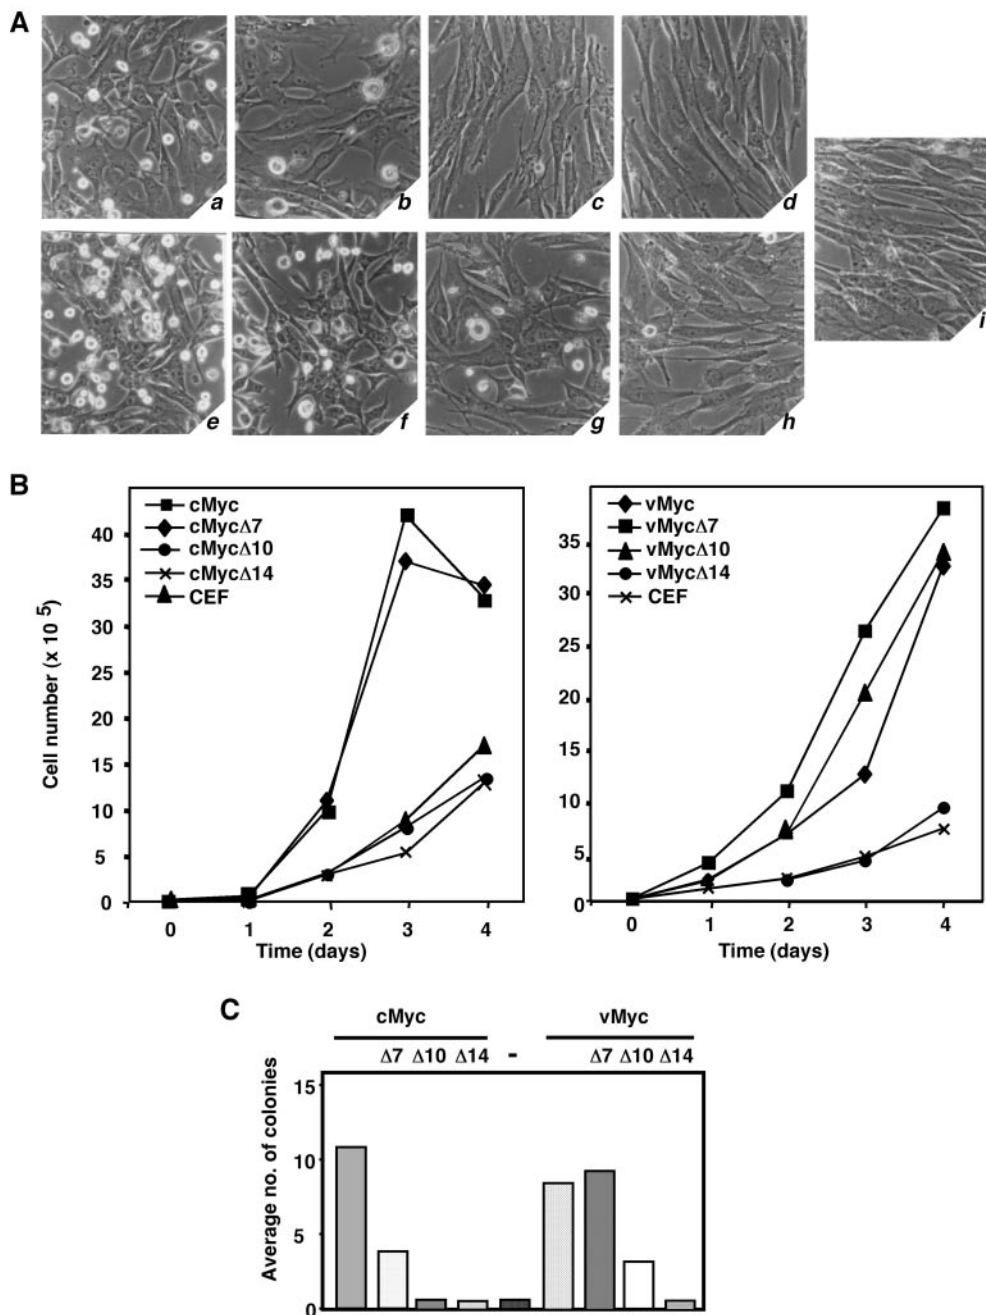 A
a
b
c
d
e
f
g
h
i
B
cMyc
cMycΔ7
cMycΔ10
cMycΔ14
CEF
Cell number (x 10 5)
40
35
30
25
20
15
10
5
0
0 1 2 3 4
Time (days)
vMyc
vMycΔ7
vMycΔ10
vMycΔ14
CEF
35
25
20
15
10
5
0
0 1 2 3 4
Time (days)
C
cMyc vMyc
Δ7 Δ10 Δ14 - Δ7 Δ10 Δ14
Average no. of colonies
15
10
5
0